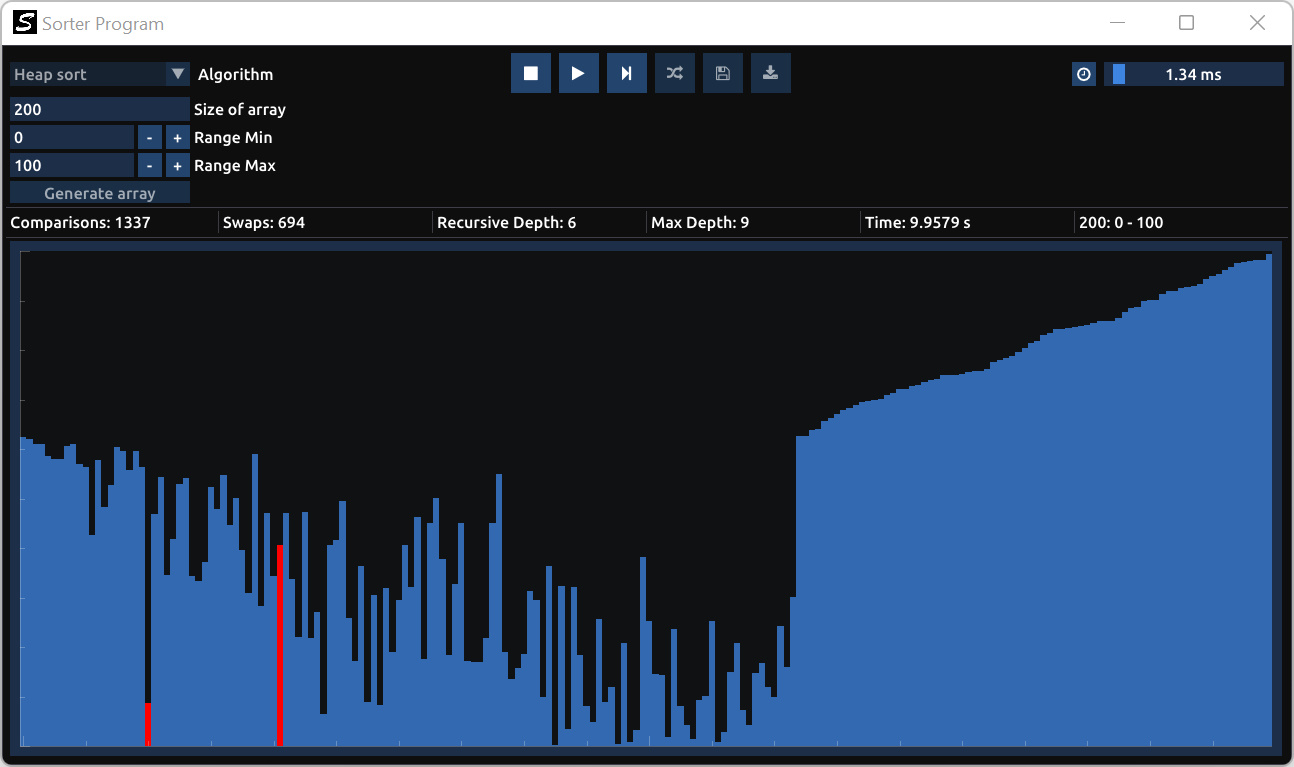 S Sorter Program
Heap sort Algorithm 1.34 ms
200 Size of array
0 - + Range Min
100 - + Range Max
Generate array
Comparisons: 1337 Swaps: 694 Recursive Depth: 6 Max Depth: 9 Time: 9.9579 s 200: 0 - 100